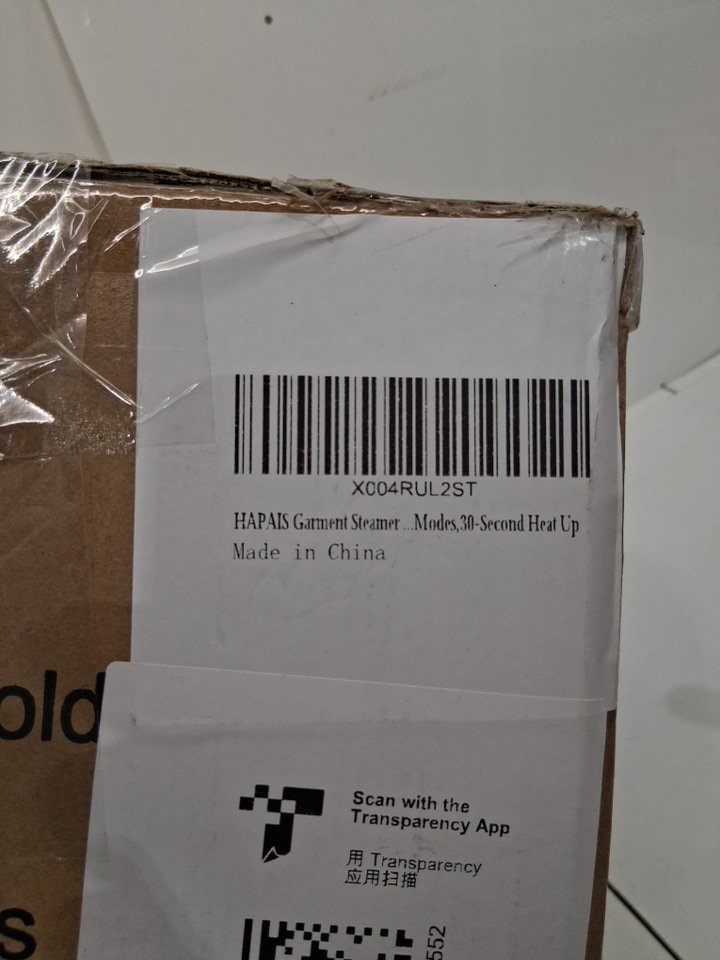 X004RUL2ST
HAPAIS Garment Steamer ...Modes,30-Second Heat Up
Made in China
old
Scan with the
Transparency App
用 Transparency
应用扫描
552
s